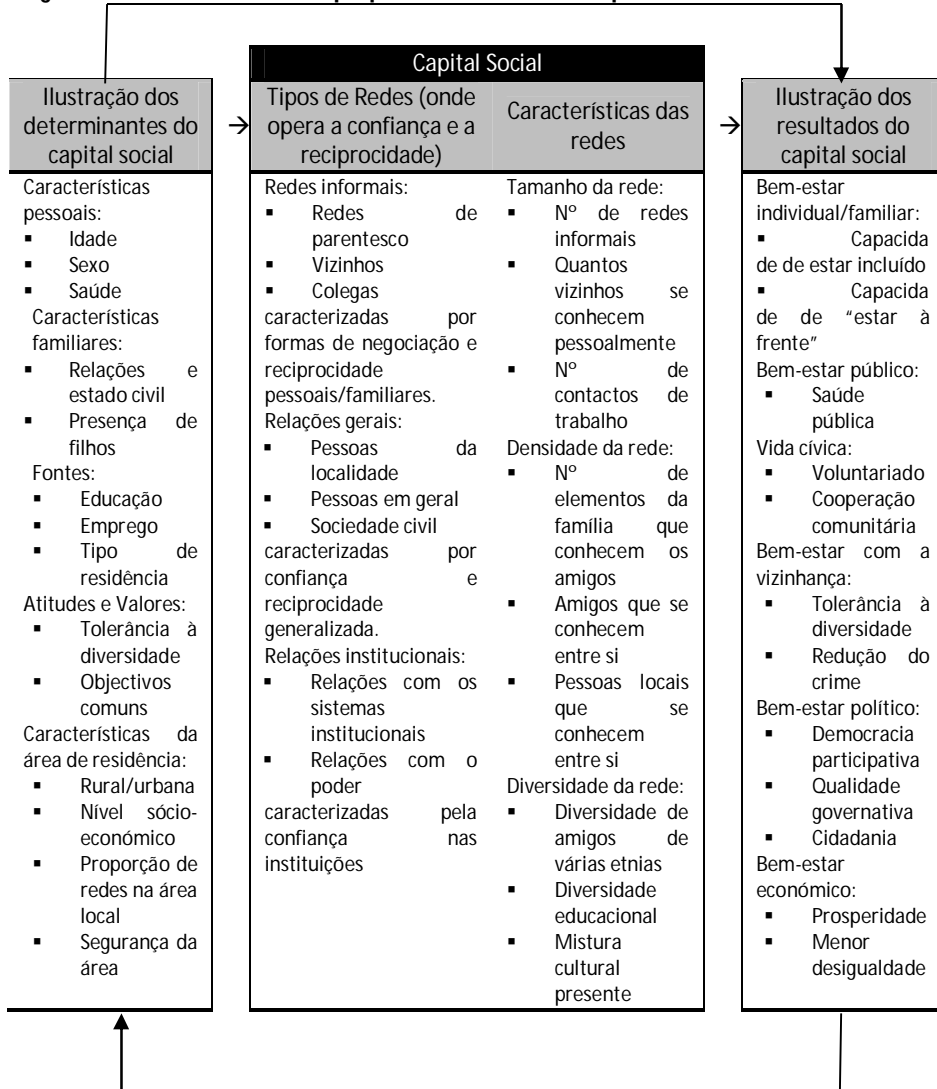 Capital Social
Ilustração dos
determinantes do
capital social
→
Tipos de Redes (onde
opera a confiança e a
reciprocidade)
Características das
redes
→
Ilustração dos
resultados do
capital social
Características
pessoais:
▪ Idade
▪ Sexo
▪ Saúde
Características
familiares:
▪ Relações e
estado civil
▪ Presença de
filhos
Fontes:
▪ Educação
▪ Emprego
▪ Tipo de
residência
Atitudes e Valores:
▪ Tolerância à
diversidade
▪ Objectivos
comuns
Características da
área de residência:
▪ Rural/urbana
▪ Nível sócio-
económico
▪ Proporção de
redes na área
local
▪ Segurança da
área
Redes informais:
▪ Redes de
parentesco
▪ Vizinhos
▪ Colegas
caracterizadas por
formas de negociação e
reciprocidade
pessoais/familiares.
Relações gerais:
▪ Pessoas da
localidade
▪ Pessoas em geral
▪ Sociedade civil
caracterizadas por
confiança e
reciprocidade
generalizada.
Relações institucionais:
▪ Relações com os
sistemas
institucionais
▪ Relações com o
poder
caracterizadas pela
confiança nas
instituições
Tamanho da rede:
▪ Nº de redes
informais
▪ Quantos
vizinhos se
conhecem
pessoalmente
▪ Nº de
contactos de
trabalho
Densidade da rede:
▪ Nº de
elementos da
família que
conhecem os
amigos
▪ Amigos que se
conhecem
entre si
▪ Pessoas locais
que se
conhecem
entre si
Diversidade da rede:
▪ Diversidade de
amigos de
várias etnias
▪ Diversidade
educacional
▪ Mistura
cultural
presente
Bem-estar
individual/familiar:
▪ Capacida
de de estar incluído
▪ Capacida
de de "estar à
frente"
Bem-estar público:
▪ Saúde
pública
Vida cívica:
▪ Voluntariado
▪ Cooperação
comunitária
Bem-estar com a
vizinhança:
▪ Tolerância à
diversidade
▪ Redução do
crime
Bem-estar político:
▪ Democracia
participativa
▪ Qualidade
governativa
▪ Cidadania
Bem-estar
económico:
▪ Prosperidade
▪ Menor
desigualdade